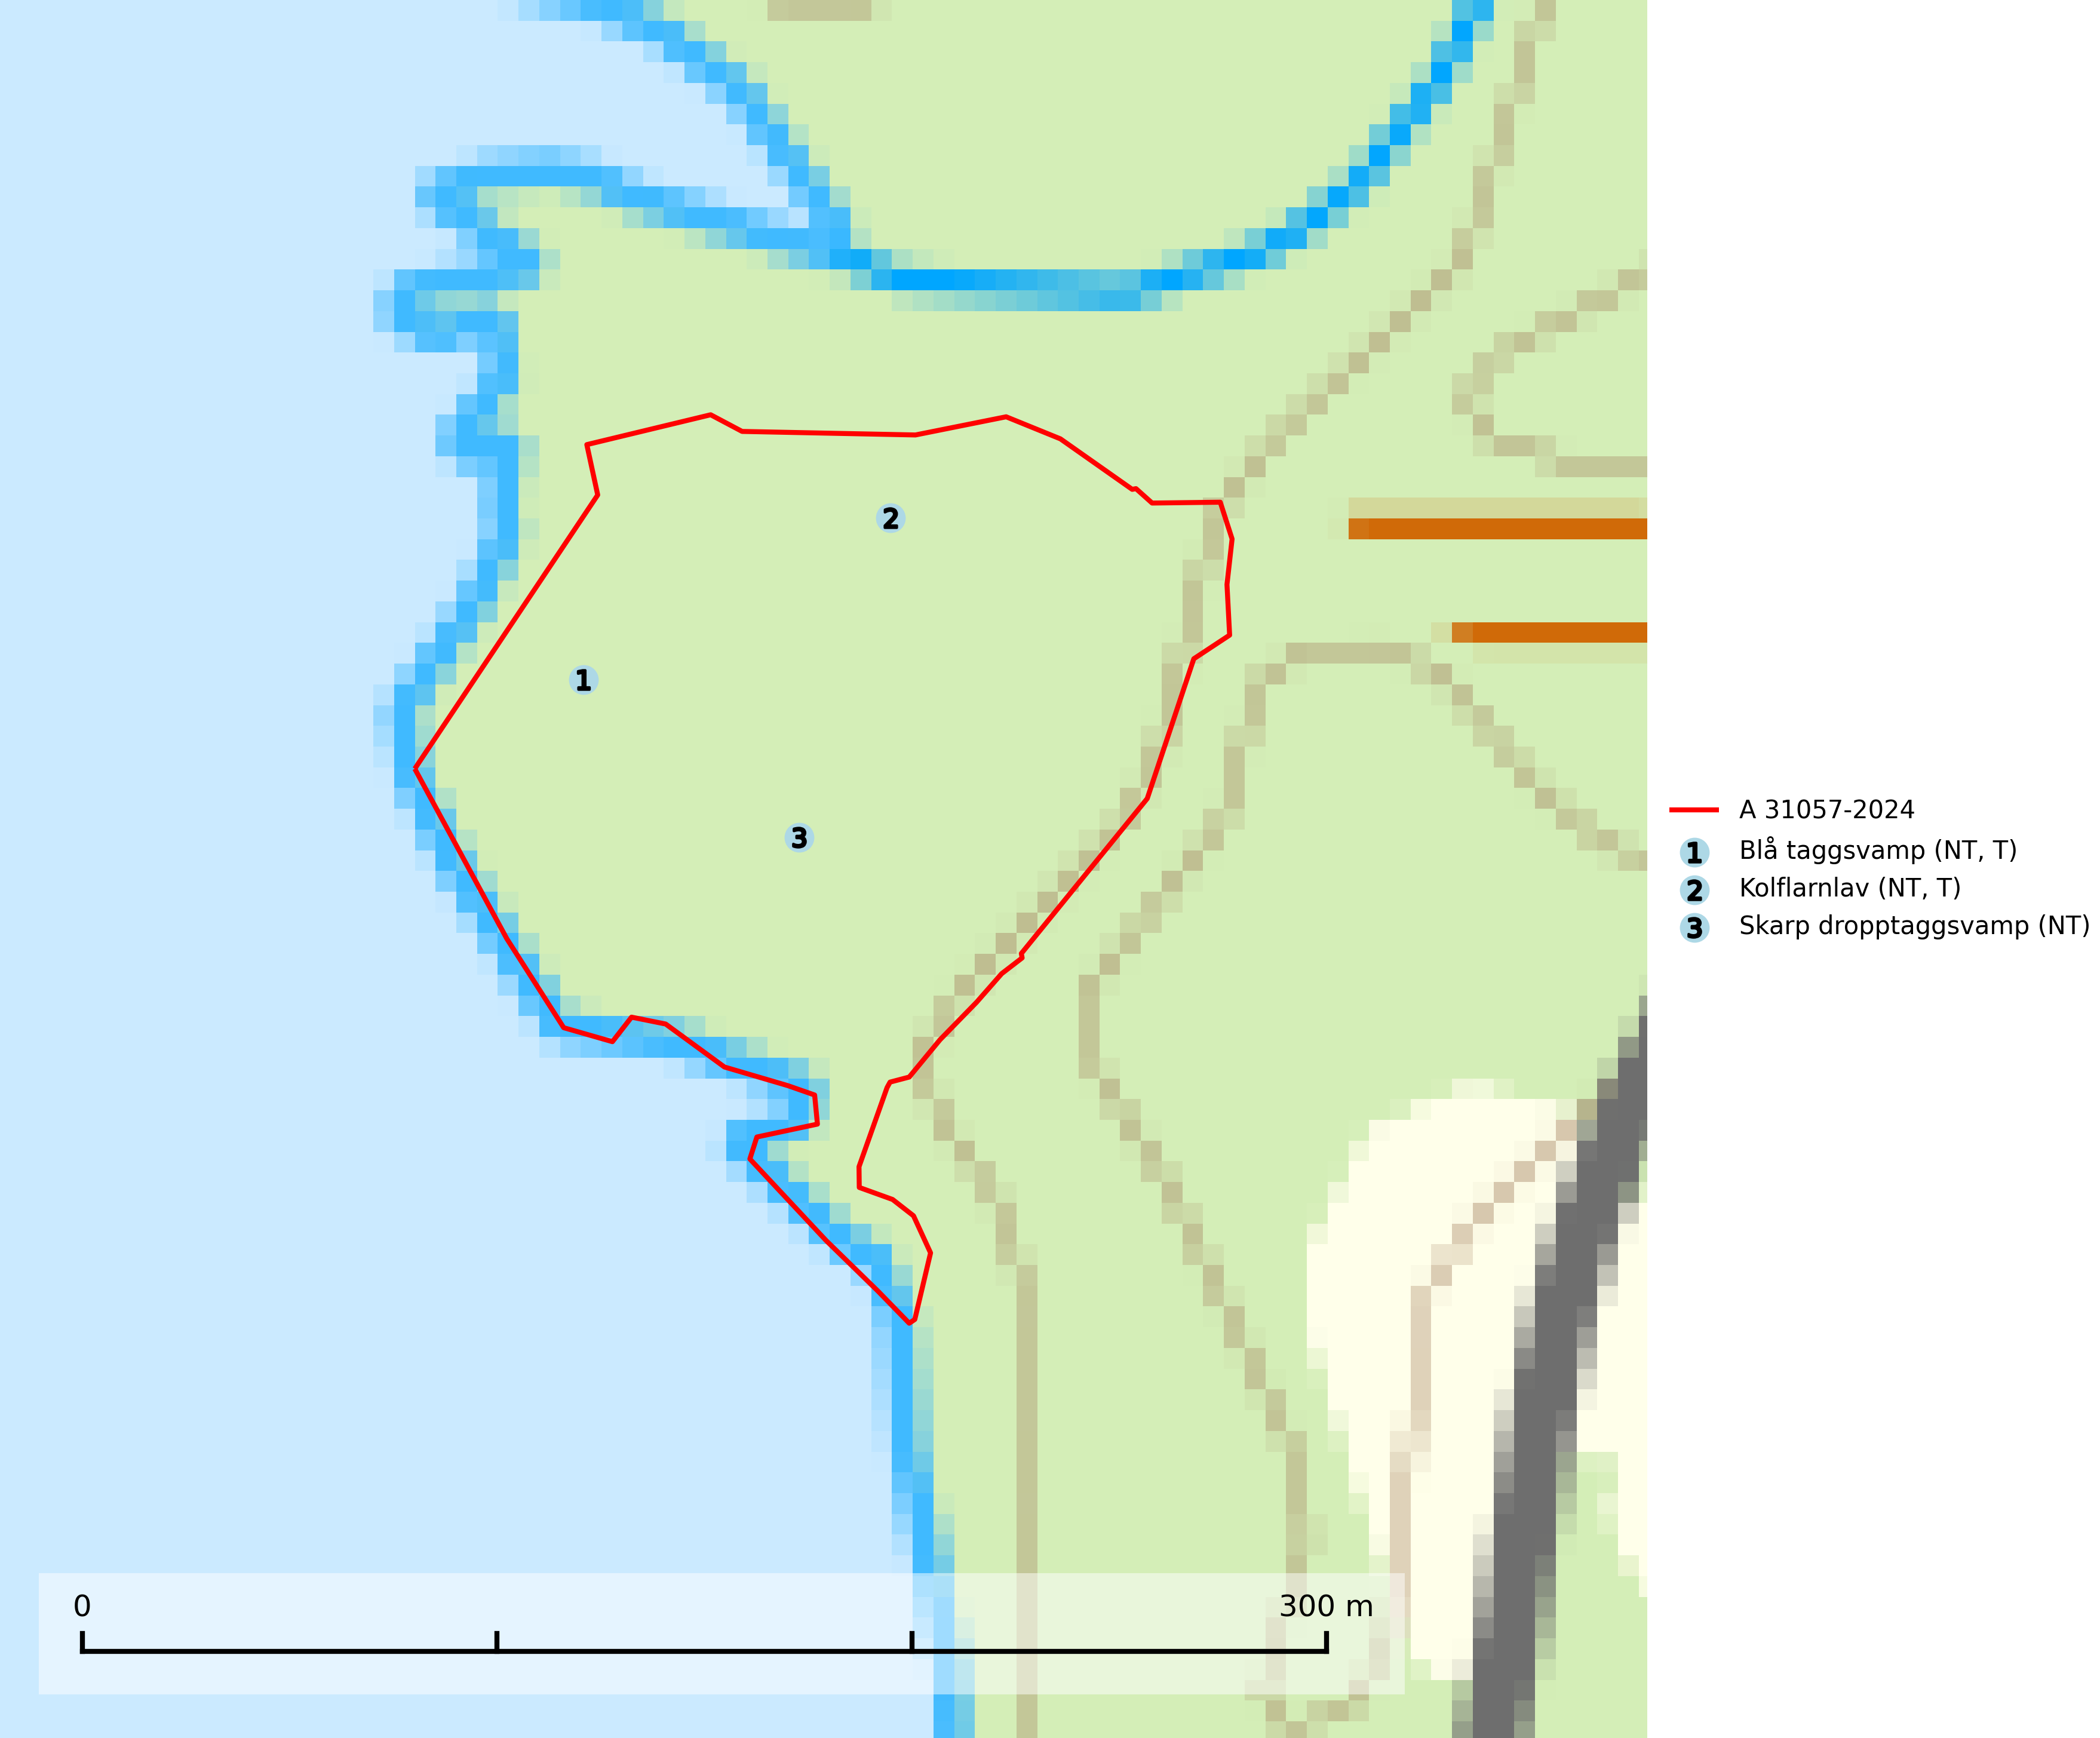 2
1
3
A 31057-2024
1 Blå taggsvamp (NT, T)
2 Kolflarnlav (NT, T)
3 Skarp dropptaggsvamp (NT)
0 300 m